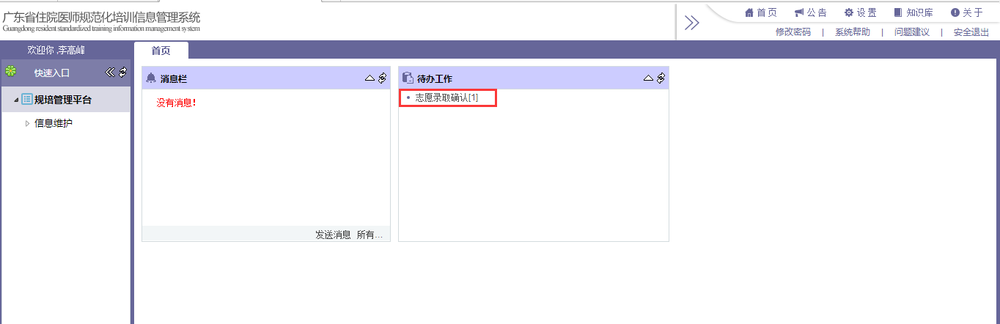 广东省住院医师规范化培训信息管理系统
Guangdong resident standardized training information management system
首页 公告 设置 知识库 关于
修改密码 | 系统帮助 | 问题建议 | 安全退出
欢迎你 ,李高峰
首页
快速入口
规培管理平台
信息维护
消息栏
没有消息!
发送消息 所有...
待办工作
• 志愿录取确认[1]